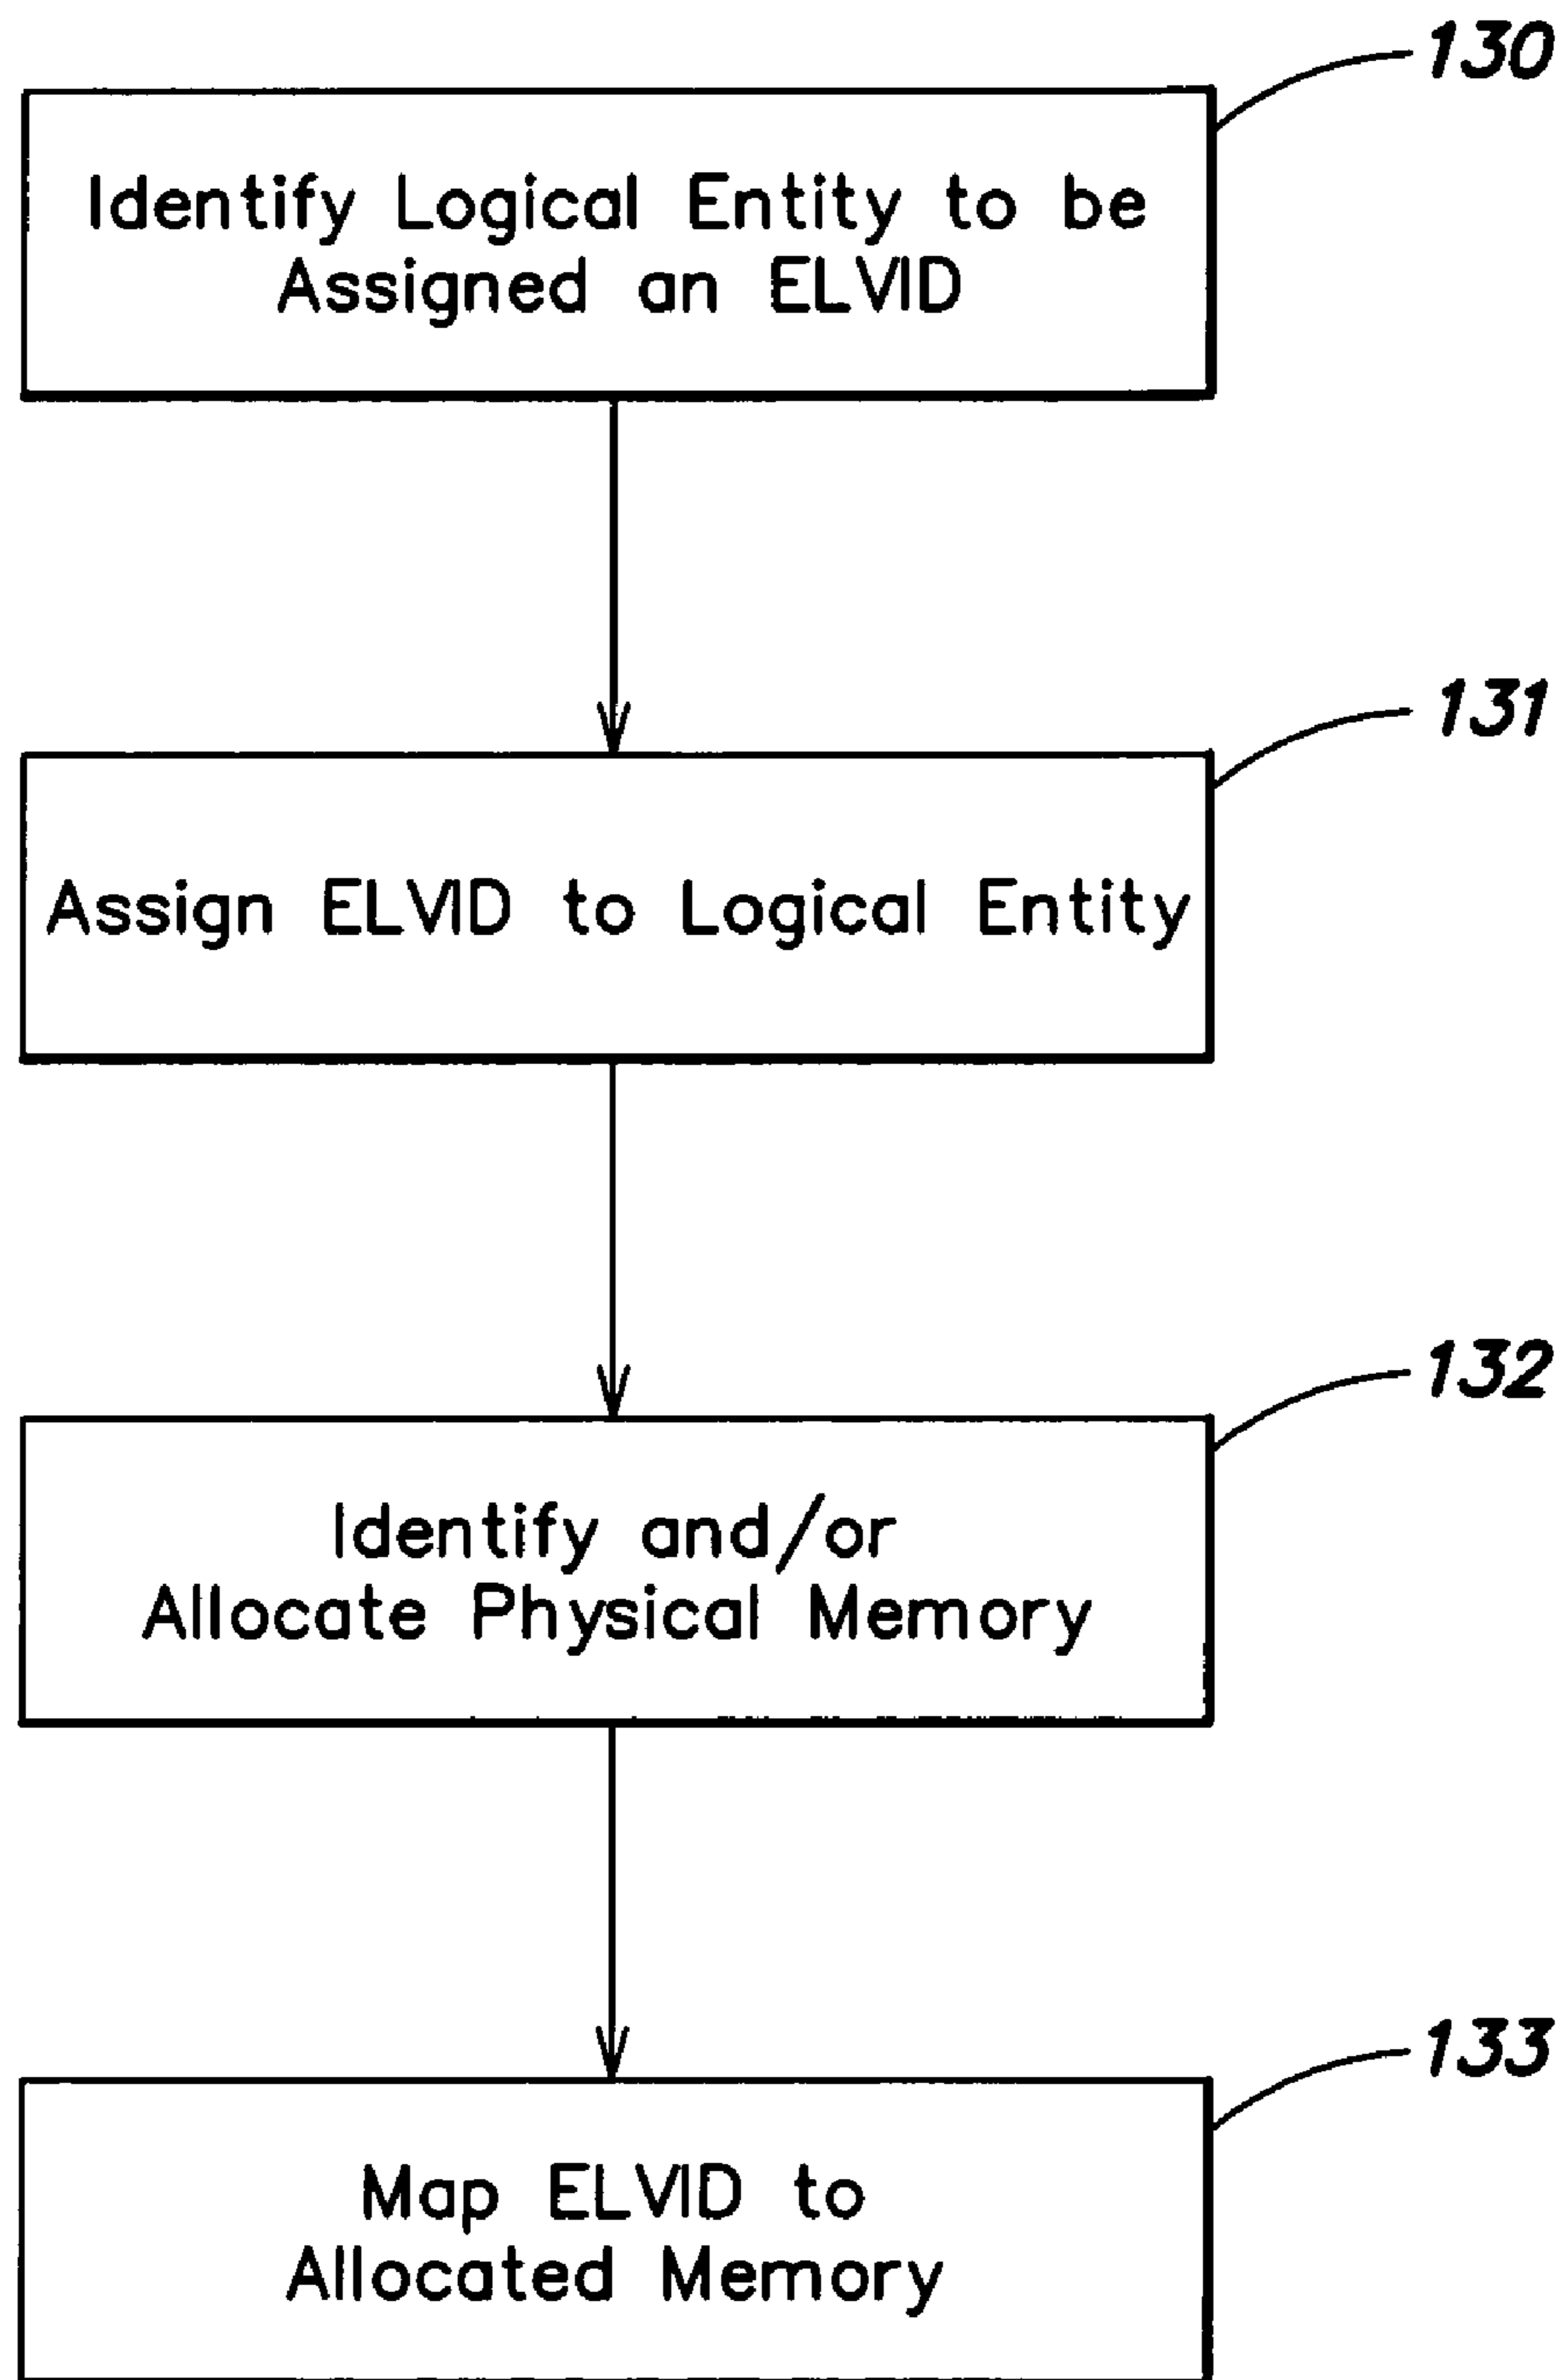 130
Identify Logical Entity to be
Assigned an ELVID
131
Assign ELVID to Logical Entity
132
Identify and/or
Allocate Physical Memory
133
Map ELVID to
Allocated Memory